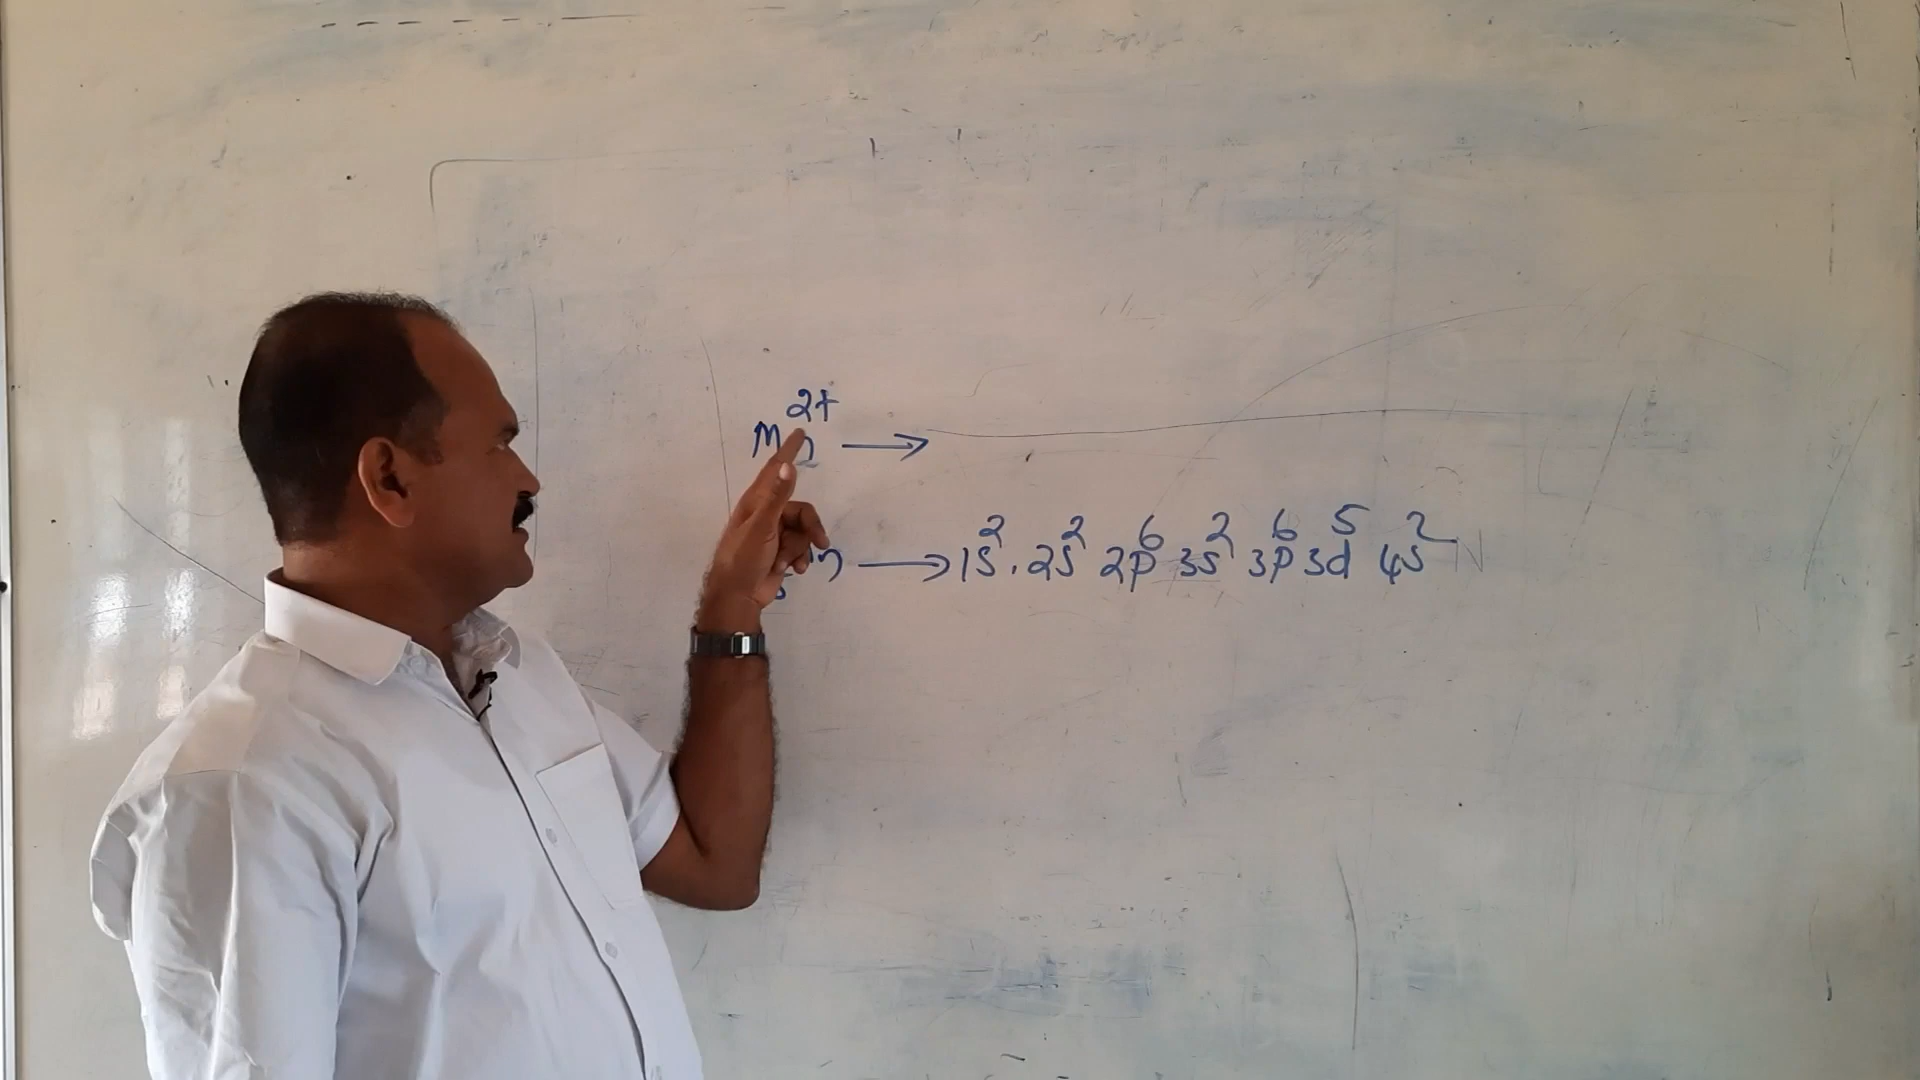 Mn²⁺ →
n → 1s². 2s² 2p⁶ 3s² 3p⁶ 3d⁵ 4s²